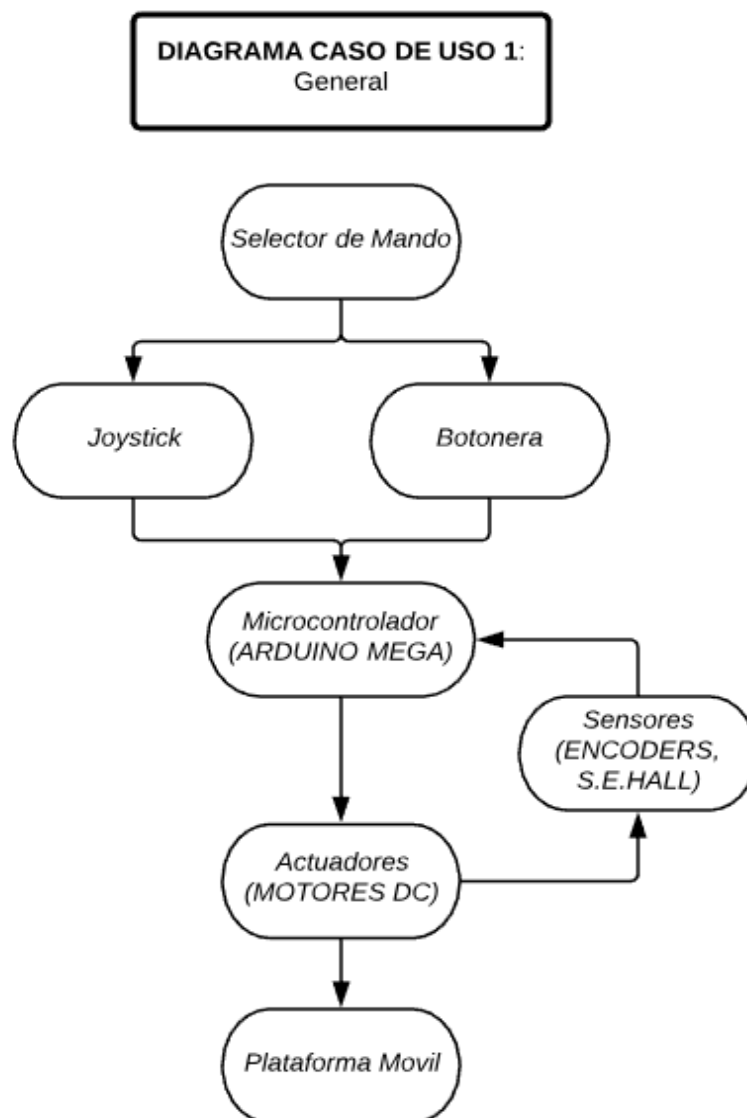 DIAGRAMA CASO DE USO 1:
General
Selector de Mando
Joystick
Botonera
Microcontrolador
(ARDUINO MEGA)
Sensores
(ENCODERS,
S.E.HALL)
Actuadores
(MOTORES DC)
Plataforma Movil